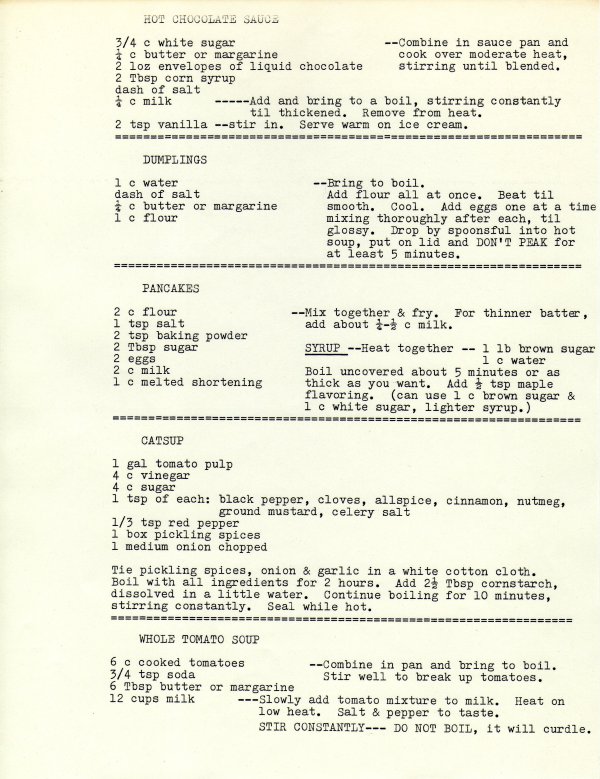 HOT CHOCOLATE SAUCE
3/4 c white sugar --Combine in sauce pan and
½ c butter or margarine cook over moderate heat,
2 1oz envelopes of liquid chocolate stirring until blended.
2 Tbsp corn syrup
dash of salt
¼ c milk -----Add and bring to a boil, stirring constantly
til thickened. Remove from heat.
2 tsp vanilla --stir in. Serve warm on ice cream.
DUMPLINGS
1 c water --Bring to boil.
dash of salt Add flour all at once. Beat til
½ c butter or margarine smooth. Cool. Add eggs one at a time
1 c flour mixing thoroughly after each, til
glossy. Drop by spoonsful into hot
soup, put on lid and DON'T PEAK for
at least 5 minutes.
PANCAKES
2 c flour --Mix together & fry. For thinner batter,
1 tsp salt add about ¼-½ c milk.
2 tsp baking powder
2 Tbsp sugar SYRUP --Heat together -- 1 lb brown sugar
2 eggs 1 c water
2 c milk Boil uncovered about 5 minutes or as
1 c melted shortening thick as you want. Add ½ tsp maple
flavoring. (can use 1 c brown sugar &
1 c white sugar, lighter syrup.)
CATSUP
1 gal tomato pulp
4 c vinegar
4 c sugar
1 tsp of each: black pepper, cloves, allspice, cinnamon, nutmeg,
ground mustard, celery salt
1/3 tsp red pepper
1 box pickling spices
1 medium onion chopped
Tie pickling spices, onion & garlic in a white cotton cloth.
Boil with all ingredients for 2 hours. Add 2½ Tbsp cornstarch,
dissolved in a little water. Continue boiling for 10 minutes,
stirring constantly. Seal while hot.
WHOLE TOMATO SOUP
6 c cooked tomatoes --Combine in pan and bring to boil.
3/4 tsp soda Stir well to break up tomatoes.
6 Tbsp butter or margarine
12 cups milk ---Slowly add tomato mixture to milk. Heat on
low heat. Salt & pepper to taste.
STIR CONSTANTLY--- DO NOT BOIL, it will curdle.